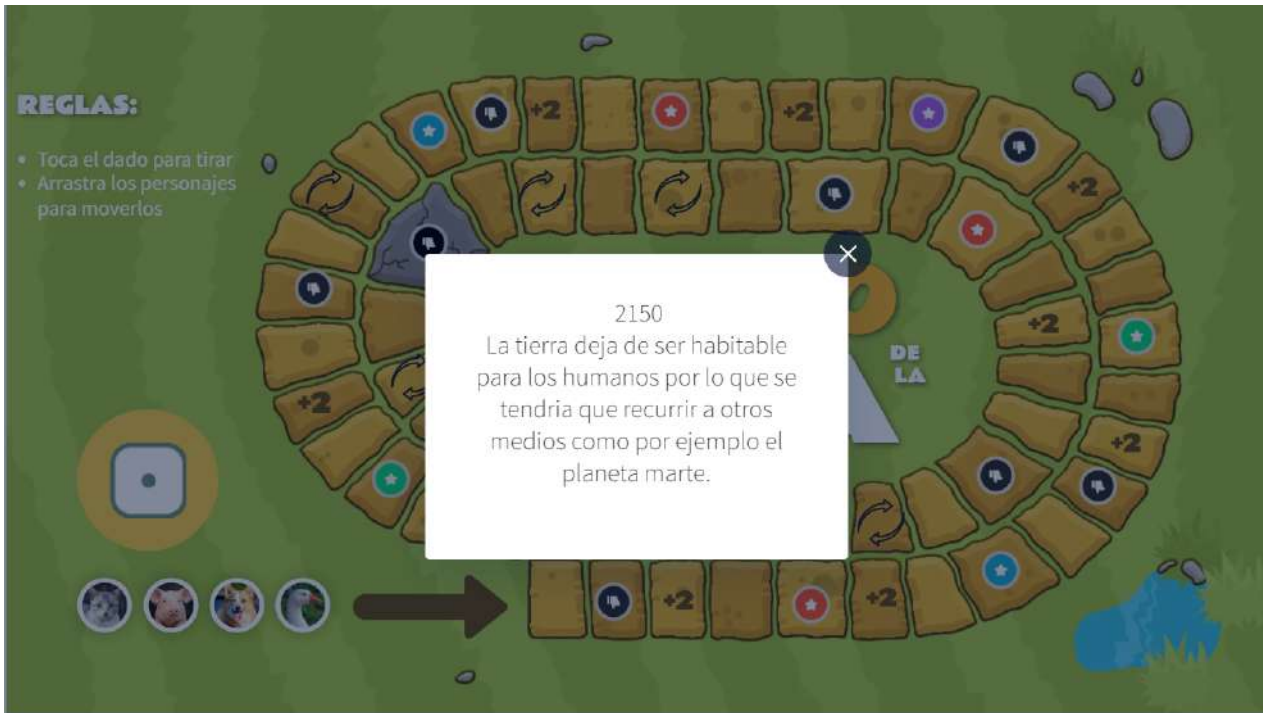 REGLAS:
• Toca el dado para tirar
• Arrastra los personajes
para moverlos
+2
+2
+2
2150
La tierra deja de ser habitable
para los humanos por lo que se
tendria que recurrir a otros
medios como por ejemplo el
planeta marte.
+2
DE
LA
+2
+2
+2
+2